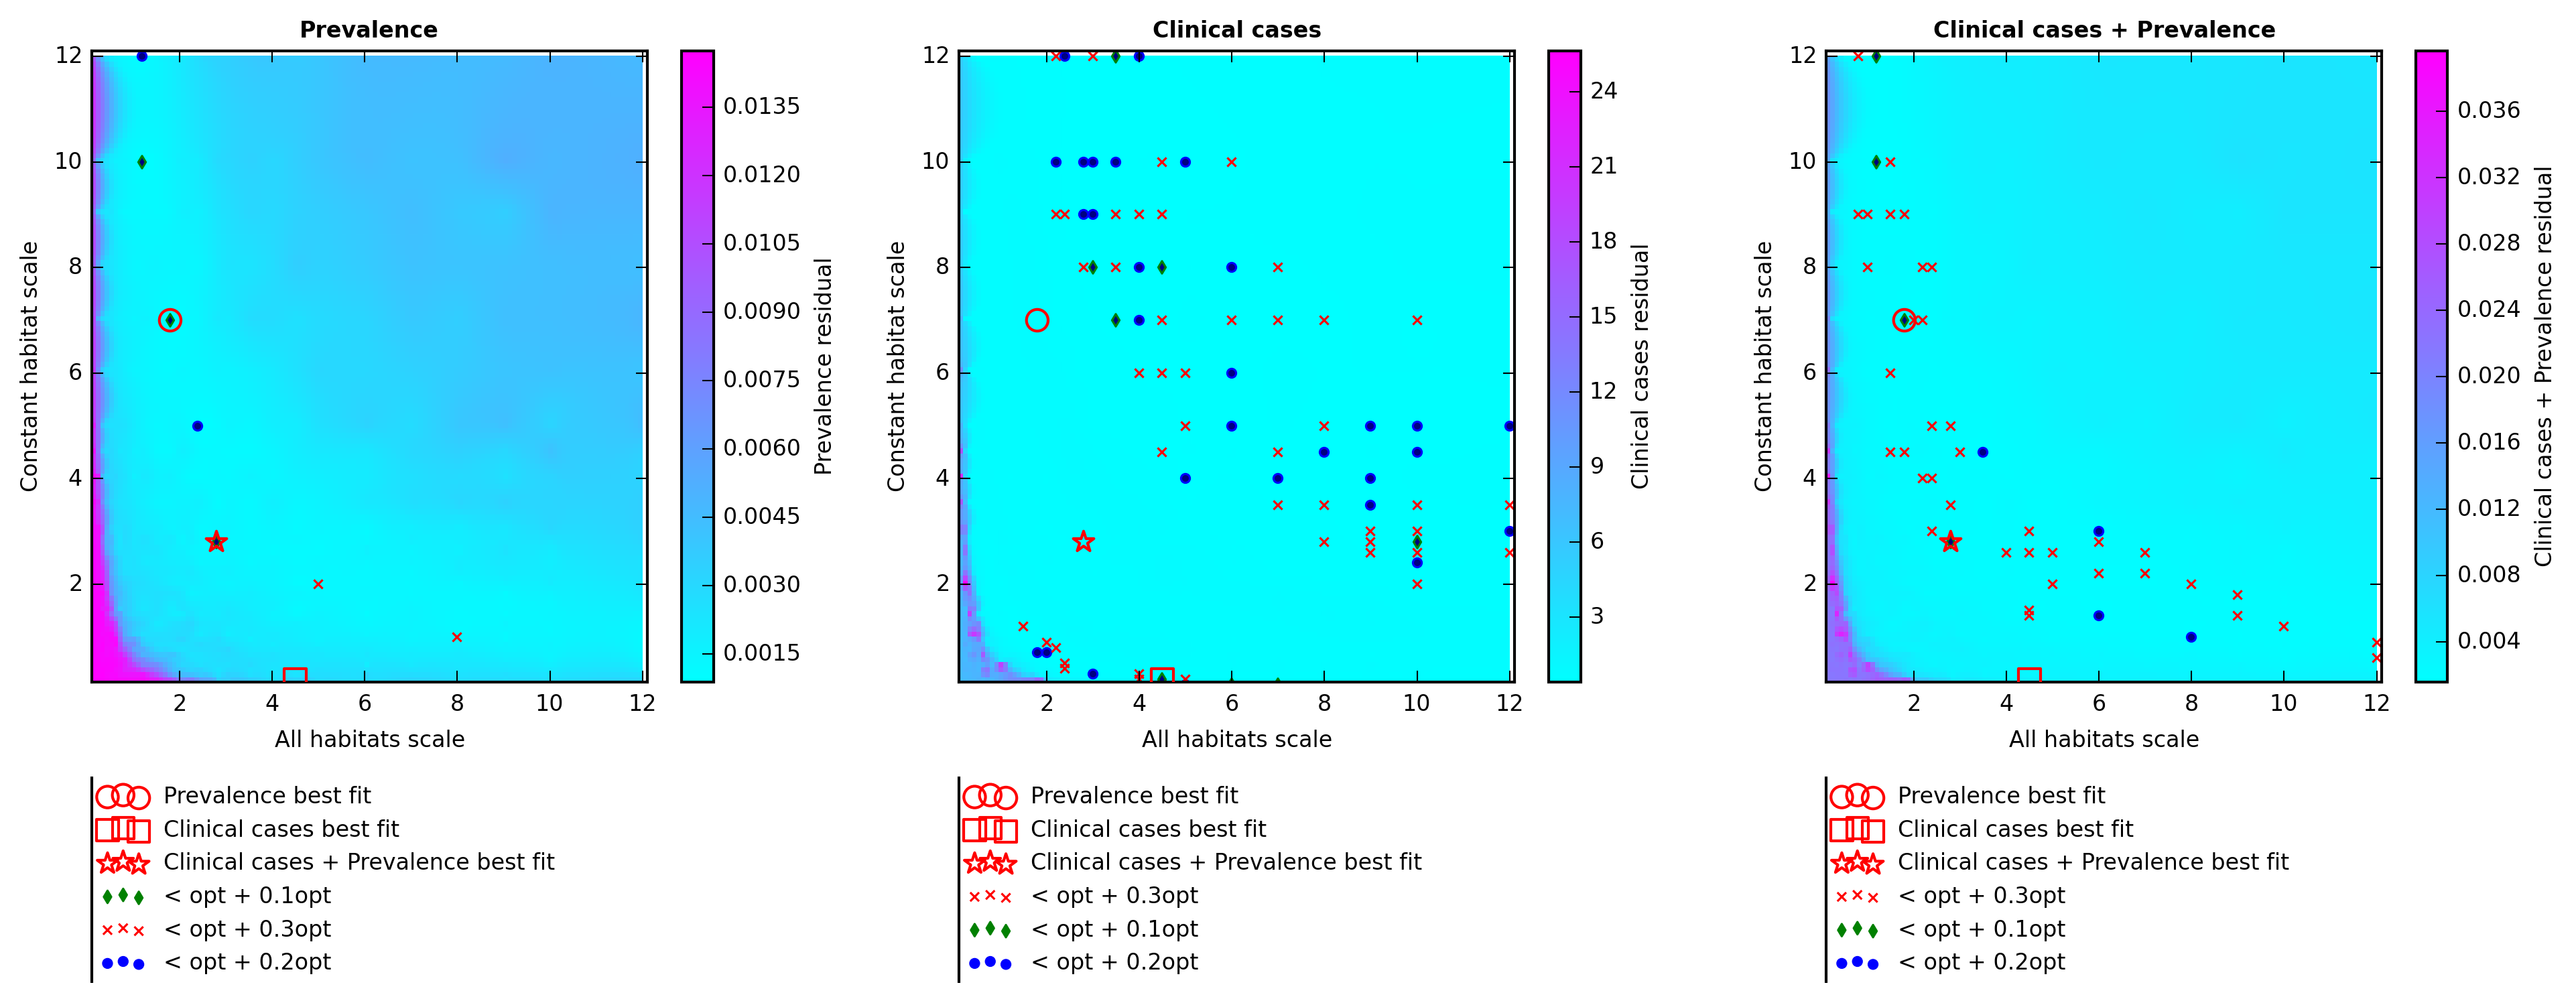 Prevalence
Constant habitat scale
12
10
8
6
4
2
2 4 6 8 10 12
All habitats scale
0.0135
0.0120
0.0105
0.0090
0.0075
0.0060
0.0045
0.0030
0.0015
Prevalence residual
Prevalence best fit
Clinical cases best fit
Clinical cases + Prevalence best fit
< opt + 0.1opt
< opt + 0.3opt
< opt + 0.2opt
Clinical cases
Constant habitat scale
12
10
8
6
4
2
2 4 6 8 10 12
All habitats scale
24
21
18
15
12
9
6
3
Clinical cases residual
Prevalence best fit
Clinical cases best fit
Clinical cases + Prevalence best fit
< opt + 0.3opt
< opt + 0.1opt
< opt + 0.2opt
Clinical cases + Prevalence
Constant habitat scale
12
10
8
6
4
2
2 4 6 8 10 12
All habitats scale
0.036
0.032
0.028
0.024
0.020
0.016
0.012
0.008
0.004
Clinical cases + Prevalence residual
Prevalence best fit
Clinical cases best fit
Clinical cases + Prevalence best fit
< opt + 0.3opt
< opt + 0.1opt
< opt + 0.2opt